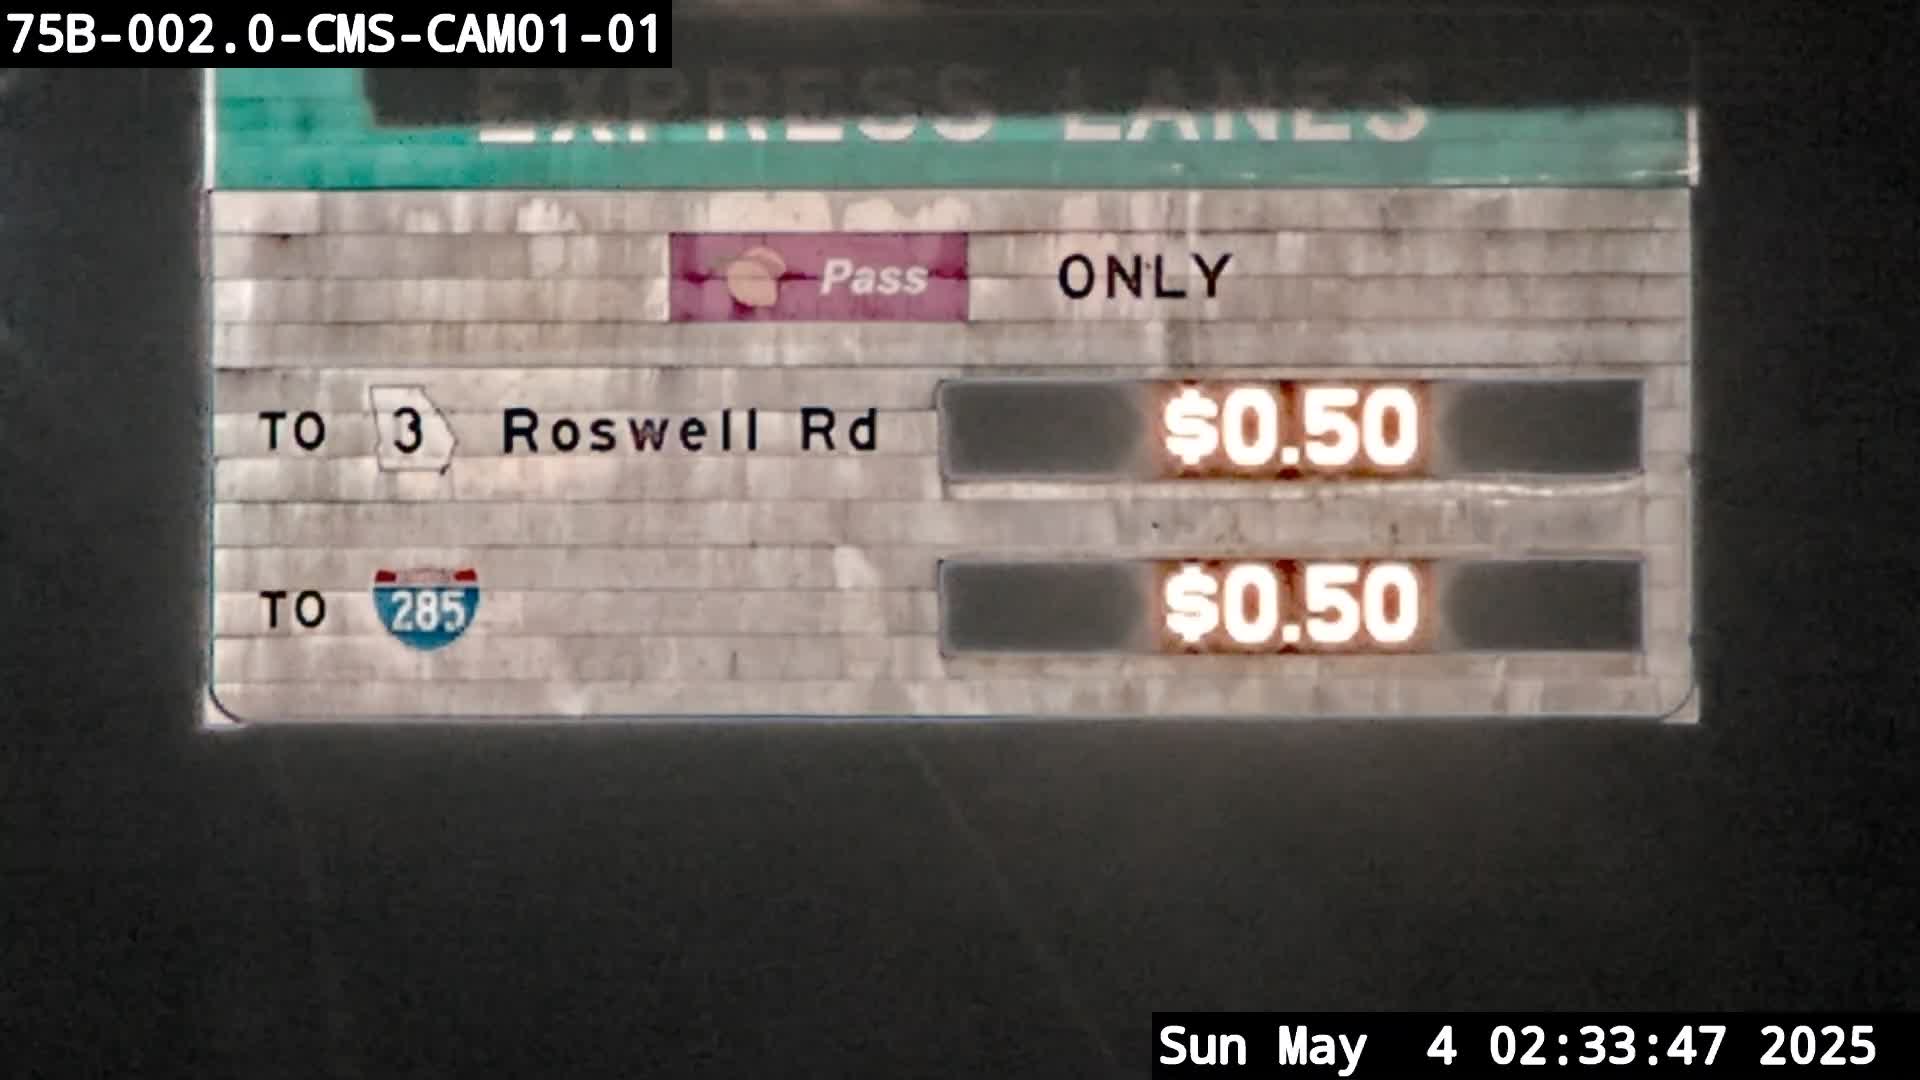 75B-002.0-CMS-CAM01-01
EXPRESS LANES
Pass ONLY
TO 3 Roswell Rd $0.50
TO 285 $0.50
Sun May 4 02:33:47 2025